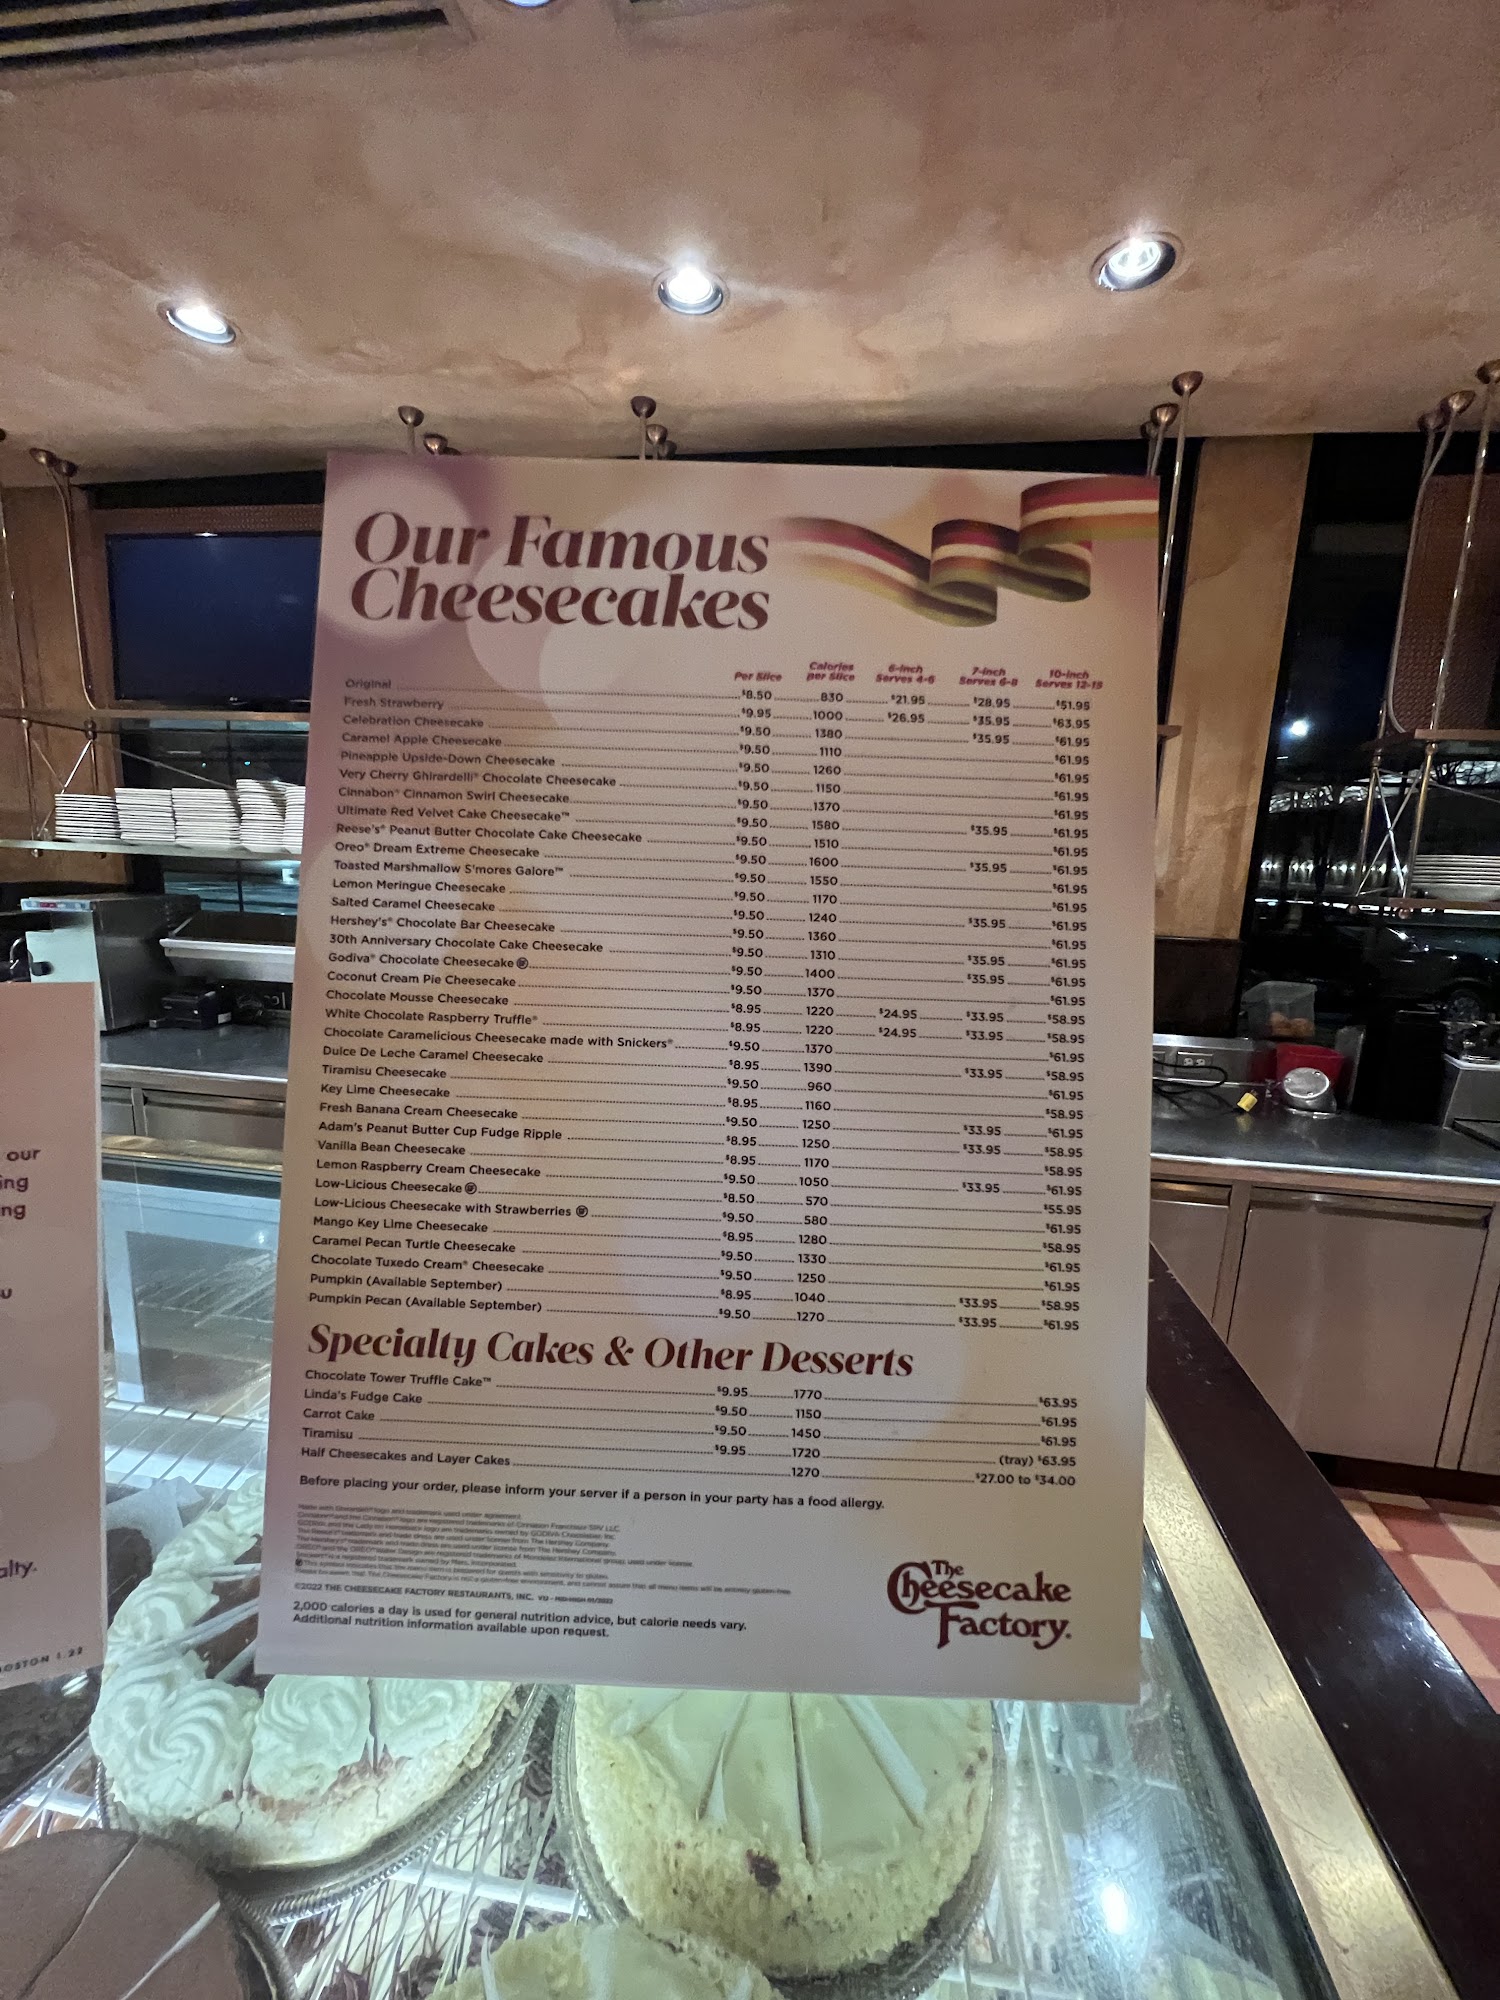 Our Famous
Cheesecakes
Per Slice Calories per Slice 6-inch Serves 4-6 7-inch Serves 6-8 10-inch Serves 12-15
Original $8.50 830 $21.95 $28.95 $51.95
Fresh Strawberry $9.95 1000 $26.95 $35.95 $63.95
Celebration Cheesecake $9.50 1380 $35.95 $61.95
Caramel Apple Cheesecake $9.50 1110 $61.95
Pineapple Upside-Down Cheesecake $9.50 1260 $61.95
Very Cherry Ghirardelli® Chocolate Cheesecake $9.50 1150 $61.95
Cinnabon® Cinnamon Swirl Cheesecake $9.50 1370 $61.95
Ultimate Red Velvet Cake Cheesecake™ $9.50 1580 $35.95 $61.95
Reese's® Peanut Butter Chocolate Cake Cheesecake $9.50 1510 $61.95
Oreo® Dream Extreme Cheesecake $9.50 1600 $35.95 $61.95
Toasted Marshmallow S'mores Galore™ $9.50 1550 $61.95
Lemon Meringue Cheesecake $9.50 1170 $61.95
Salted Caramel Cheesecake $9.50 1240 $35.95 $61.95
Hershey's® Chocolate Bar Cheesecake $9.50 1360 $61.95
30th Anniversary Chocolate Cake Cheesecake $9.50 1310 $35.95 $61.95
Godiva® Chocolate Cheesecake $9.50 1400 $35.95 $61.95
Coconut Cream Pie Cheesecake $9.50 1370 $61.95
Chocolate Mousse Cheesecake $8.95 1220 $24.95 $33.95 $58.95
White Chocolate Raspberry Truffle® $8.95 1220 $24.95 $33.95 $58.95
Chocolate Caramelicious Cheesecake made with Snickers® $9.50 1370 $61.95
Dulce De Leche Caramel Cheesecake $8.95 1390 $33.95 $58.95
Tiramisu Cheesecake $9.50 960 $61.95
Key Lime Cheesecake $8.95 1160 $58.95
Fresh Banana Cream Cheesecake $9.50 1250 $33.95 $61.95
Adam's Peanut Butter Cup Fudge Ripple $8.95 1250 $33.95 $58.95
Vanilla Bean Cheesecake $8.95 1170 $58.95
Lemon Raspberry Cream Cheesecake $9.50 1050 $33.95 $61.95
Low-Licious Cheesecake $8.50 570 $55.95
Low-Licious Cheesecake with Strawberries $9.50 580 $61.95
Mango Key Lime Cheesecake $8.95 1280 $58.95
Caramel Pecan Turtle Cheesecake $9.50 1330 $61.95
Chocolate Tuxedo Cream® Cheesecake $9.50 1250 $61.95
Pumpkin (Available September) $8.95 1040 $33.95 $58.95
Pumpkin Pecan (Available September) $9.50 1270 $33.95 $61.95
Specialty Cakes & Other Desserts
Chocolate Tower Truffle Cake™ $9.95 1770 $63.95
Linda's Fudge Cake $9.50 1150 $61.95
Carrot Cake $9.50 1450 $61.95
Tiramisu $9.95 1720 (tray) $63.95
Half Cheesecakes and Layer Cakes 1270 $27.00 to $34.00
Before placing your order, please inform your server if a person in your party has a food allergy.
©2022 THE CHEESECAKE FACTORY RESTAURANTS, INC.
2,000 calories a day is used for general nutrition advice, but calorie needs vary.
Additional nutrition information available upon request.
The
Cheesecake
Factory®
our
ing
ng
u
alty.
OSTON 1.22